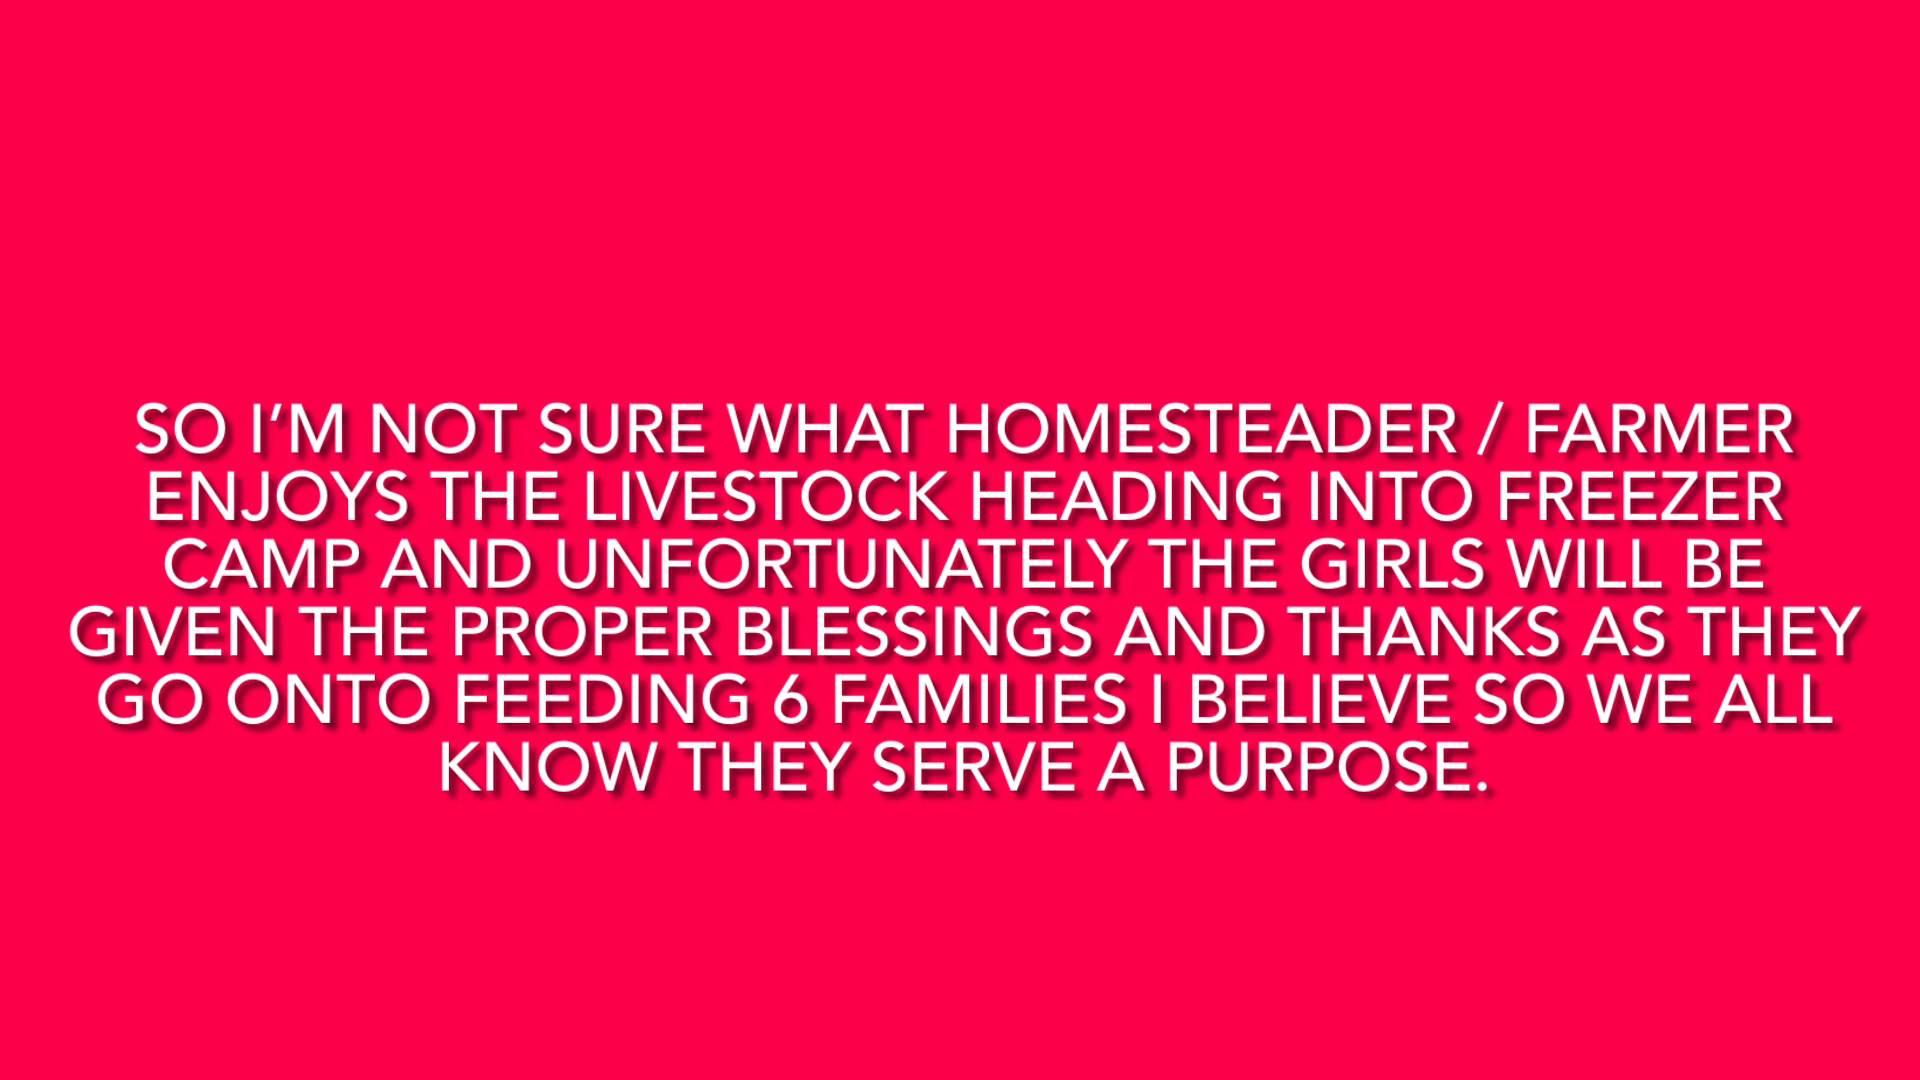 SO I’M NOT SURE WHAT HOMESTEADER / FARMER
ENJOYS THE LIVESTOCK HEADING INTO FREEZER
CAMP AND UNFORTUNATELY THE GIRLS WILL BE
GIVEN THE PROPER BLESSINGS AND THANKS AS THEY
GO ONTO FEEDING 6 FAMILIES I BELIEVE SO WE ALL
KNOW THEY SERVE A PURPOSE.